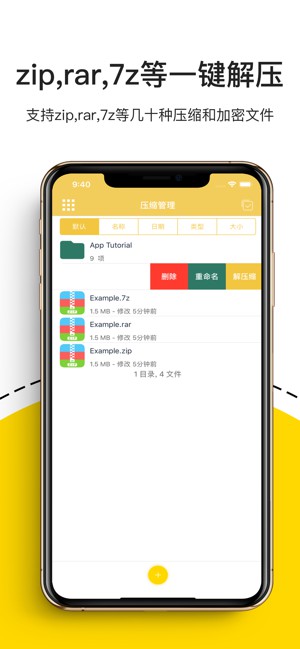 zip,rar,7z等一键解压
支持zip,rar,7z等几十种压缩和加密文件
9:40
压缩管理
默认 名称 日期 类型 大小
App Tutorial
9 项
删除 重命名 解压缩
Example.7z
1.5 MB - 修改 5分钟前
Example.rar
1.5 MB - 修改 5分钟前
Example.zip
1.5 MB - 修改 5分钟前
1 目录, 4 文件
+